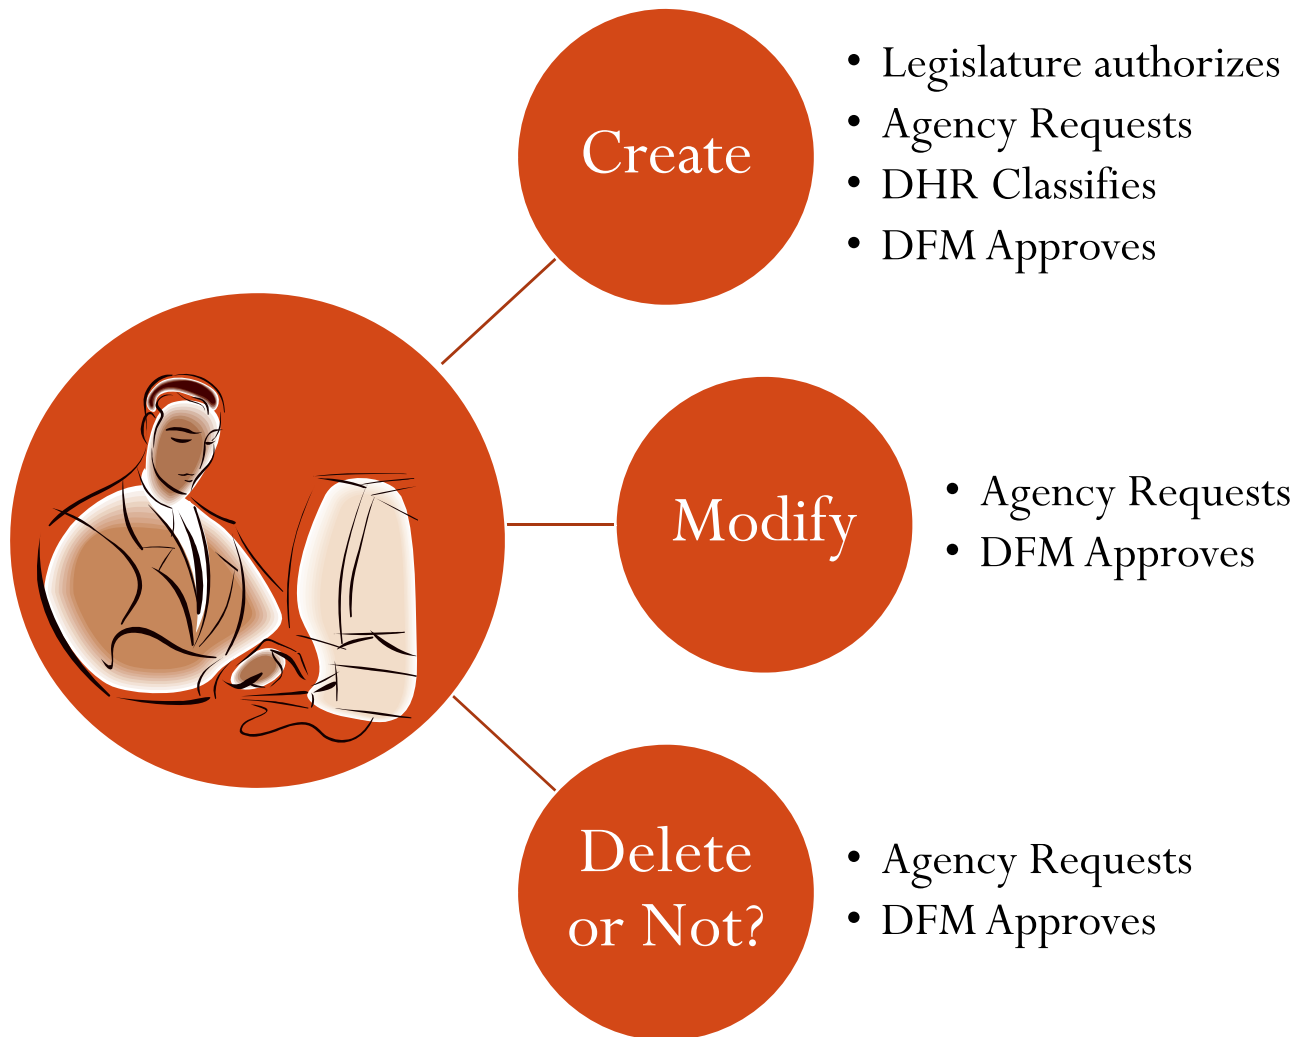 Create
• Legislature authorizes
• Agency Requests
• DHR Classifies
• DFM Approves
Modify
• Agency Requests
• DFM Approves
Delete
or Not?
• Agency Requests
• DFM Approves